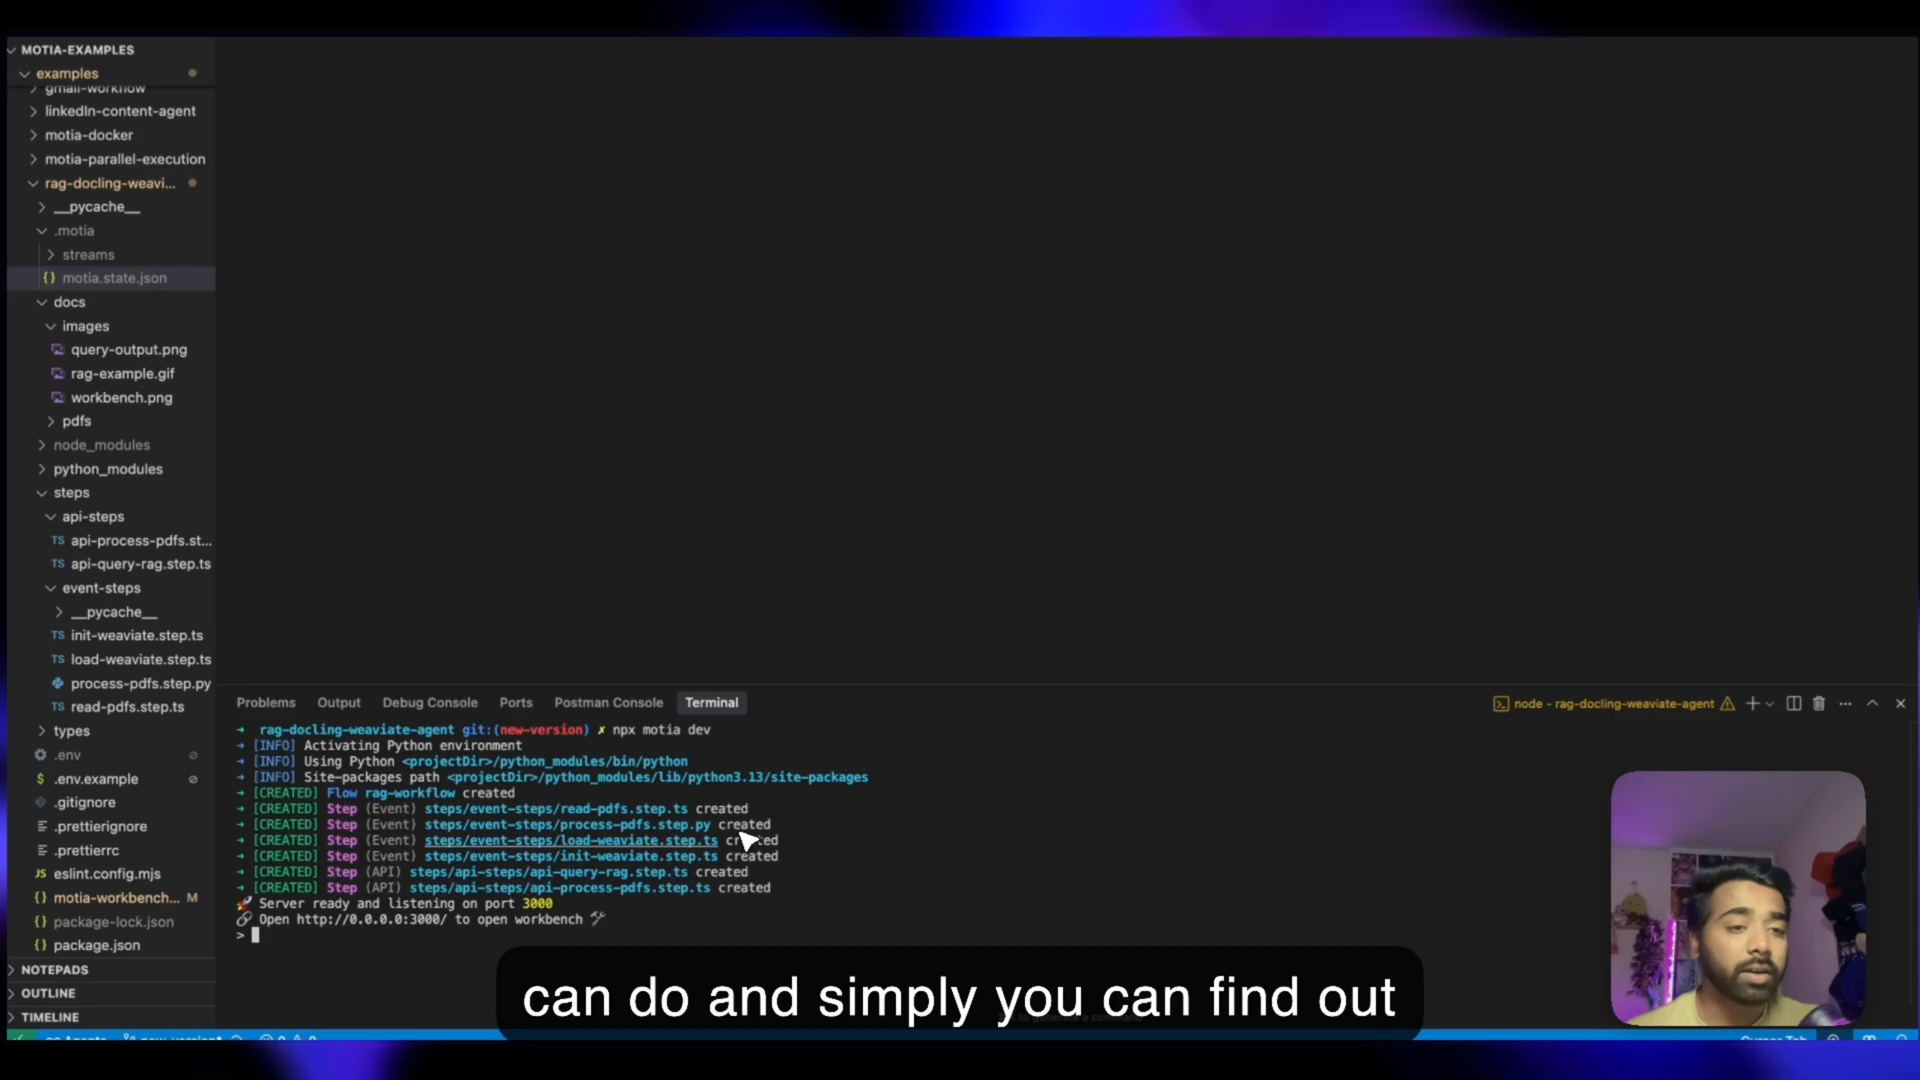 MOTIA-EXAMPLES
examples
gmail-workflow
linkedIn-content-agent
motia-docker
motia-parallel-execution
rag-docling-weavi...
__pycache__
.motia
streams
motia.state.json
docs
images
query-output.png
rag-example.gif
workbench.png
pdfs
node_modules
python_modules
steps
api-steps
TS api-process-pdfs.st...
TS api-query-rag.step.ts
event-steps
__pycache__
TS init-weaviate.step.ts
TS load-weaviate.step.ts
process-pdfs.step.py
TS read-pdfs.step.ts
types
.env
$ .env.example
.gitignore
.prettierignore
.prettierrc
JS eslint.config.mjs
{} motia-workbench... M
{} package-lock.json
{} package.json
NOTEPADS
OUTLINE
TIMELINE
Problems Output Debug Console Ports Postman Console Terminal
node - rag-docling-weaviate-agent
➜ rag-docling-weaviate-agent git:(new-version) ✗ npx motia dev
➜ [INFO] Activating Python environment
➜ [INFO] Using Python <projectDir>/python_modules/bin/python
➜ [INFO] Site-packages path <projectDir>/python_modules/lib/python3.13/site-packages
➜ [CREATED] Flow rag-workflow created
➜ [CREATED] Step (Event) steps/event-steps/read-pdfs.step.ts created
➜ [CREATED] Step (Event) steps/event-steps/process-pdfs.step.py created
➜ [CREATED] Step (Event) steps/event-steps/load-weaviate.step.ts created
➜ [CREATED] Step (Event) steps/event-steps/init-weaviate.step.ts created
➜ [CREATED] Step (API) steps/api-steps/api-query-rag.step.ts created
➜ [CREATED] Step (API) steps/api-steps/api-process-pdfs.step.ts created
🚀 Server ready and listening on port 3000
🔗 Open http://0.0.0.0:3000/ to open workbench 🛠️
>
can do and simply you can find out
Cursor Tab